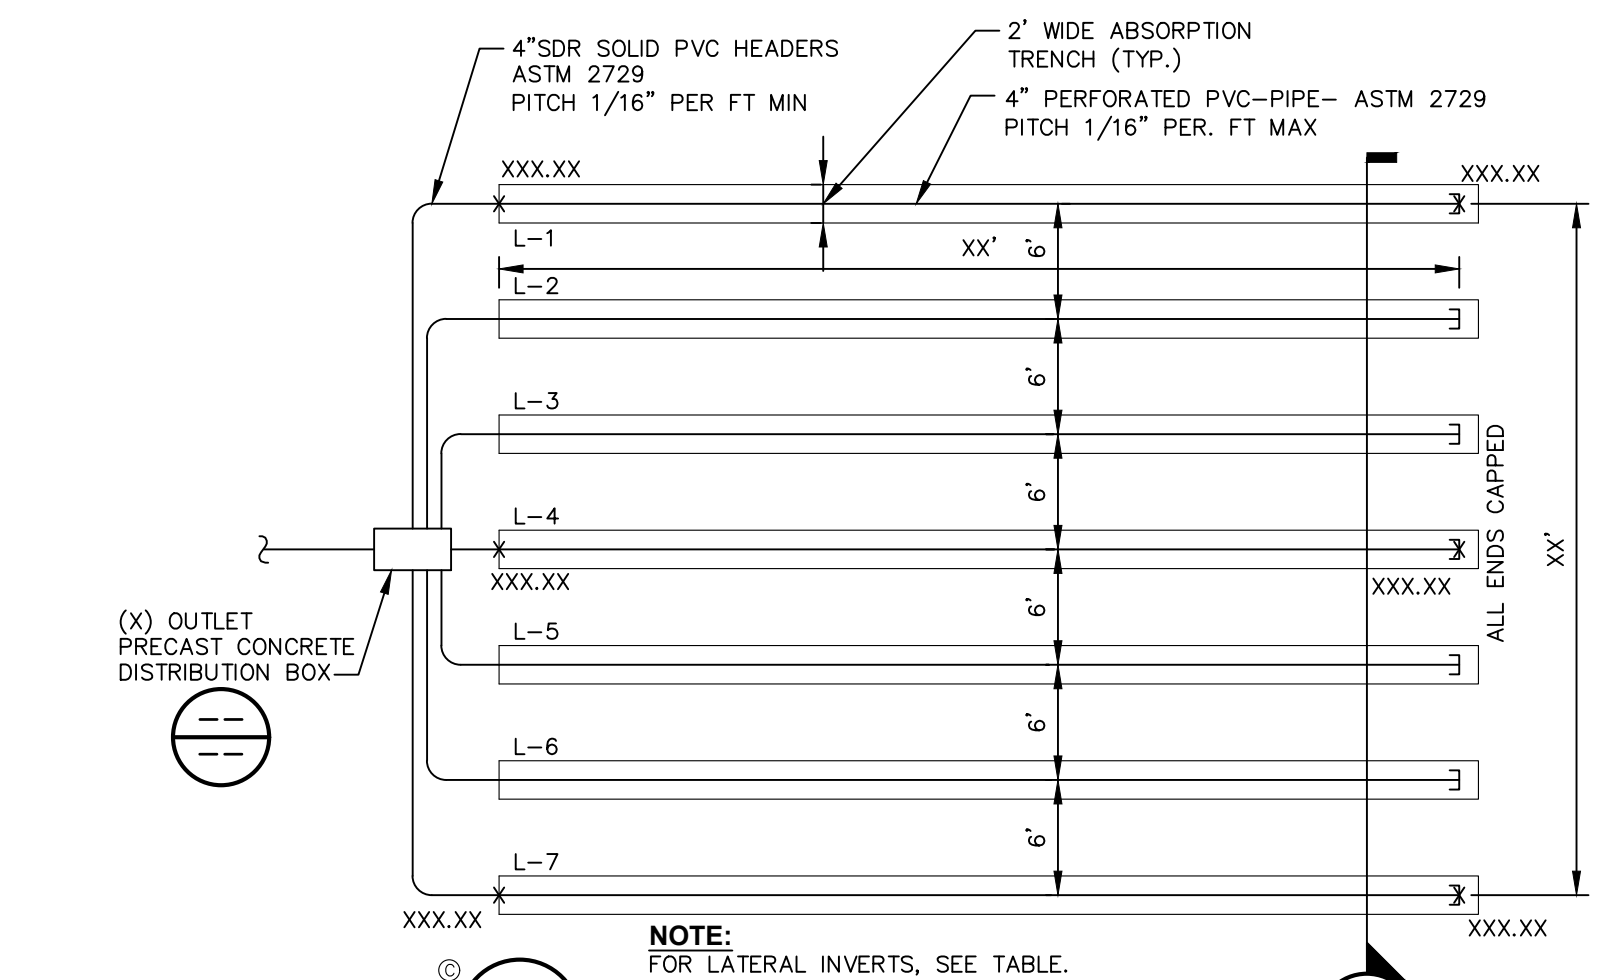 4”SDR SOLID PVC HEADERS
ASTM 2729
PITCH 1/16” PER FT MIN
2’ WIDE ABSORPTION
TRENCH (TYP.)
4” PERFORATED PVC-PIPE- ASTM 2729
PITCH 1/16” PER. FT MAX
XXX.XX
XXX.XX
L-1
XX’
6’
L-2
6’
L-3
6’
L-4
XXX.XX
XXX.XX
ALL ENDS CAPPED
XX’
6’
(X) OUTLET
PRECAST CONCRETE
DISTRIBUTION BOX
-- --
-- --
L-5
6’
L-6
6’
L-7
XXX.XX
XXX.XX
NOTE:
FOR LATERAL INVERTS, SEE TABLE.
©